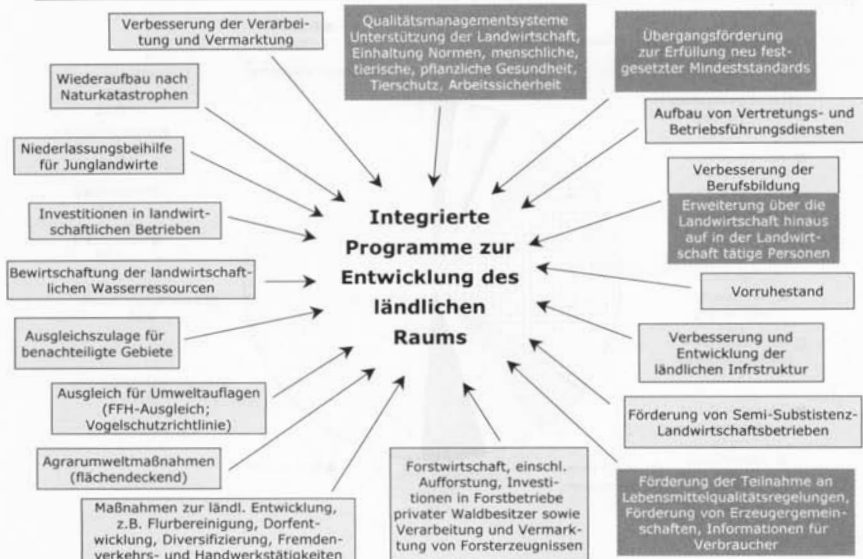 Verbesserung der Verarbei-
tung und Vermarktung
Qualitätsmanagementsysteme
Unterstützung der Landwirtschaft,
Einhaltung Normen, menschliche,
tierische, pflanzliche Gesundheit,
Tierschutz, Arbeitssicherheit
Übergangsförderung
zur Erfüllung neu fest-
gesetzter Mindeststandards
Wiederaufbau nach
Naturkatastrophen
Aufbau von Vertretungs- und
Betriebsführungsdiensten
Niederlassungsbeihilfe
für Junglandwirte
Verbesserung der
Berufsbildung
Erweiterung über die
Landwirtschaft hinaus
auf in der Landwirt-
schaft tätige Personen
Investitionen in landwirt-
schaftlichen Betrieben
Integrierte
Programme zur
Entwicklung des
ländlichen
Raums
Bewirtschaftung der landwirtschaft-
lichen Wasserressourcen
Vorruhestand
Ausgleichszulage für
benachteiligte Gebiete
Verbesserung und
Entwicklung der
ländlichen Infrstruktur
Ausgleich für Umweltauflagen
(FFH-Ausgleich;
Vogelschutzrichtlinie)
Förderung von Semi-Substistenz-
Landwirtschaftsbetrieben
Agrarumweltmaßnahmen
(flächendeckend)
Forstwirtschaft, einschl.
Aufforstung, Investi-
tionen in Forstbetriebe
privater Waldbesitzer sowie
Verarbeitung und Vermark-
tung von Forsterzeugnissen
Förderung der Teilnahme an
Lebensmittelqualitätsregelungen,
Förderung von Erzeugergemein-
schaften, Informationen für
Verbraucher
Maßnahmen zur ländl. Entwicklung,
z.B. Flurbereinigung, Dorfent-
wicklung, Diversifizierung, Fremden-
verkehrs- und Handwerkstätigkeiten